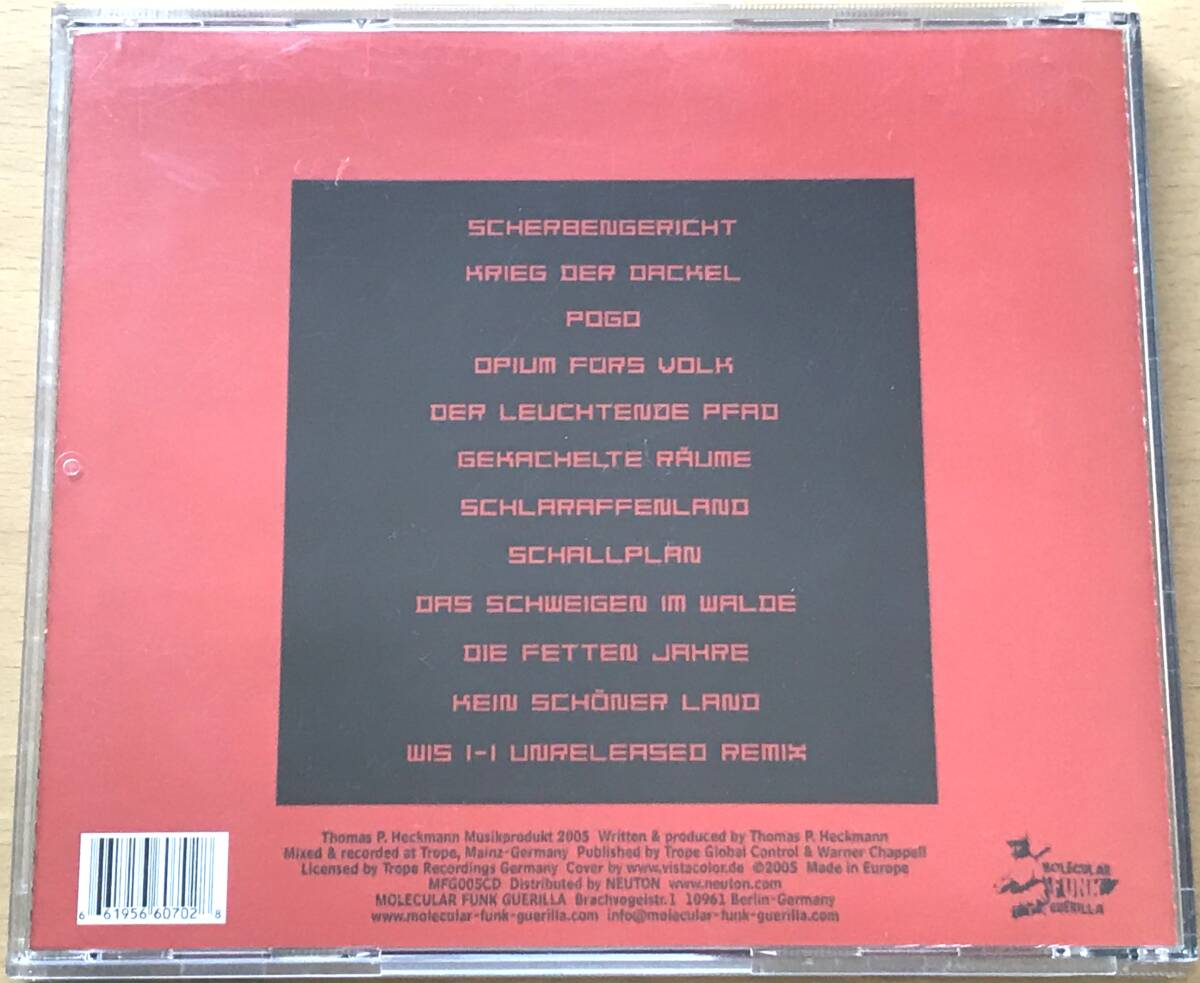 SCHERBENGERICHT
KRIEG DER DACKEL
POGO
OPIUM FÜRS VOLK
DER LEUCHTENDE PFAD
GEKACHELTE RÄUME
SCHLARAFFENLAND
SCHALLPLAN
DAS SCHWEIGEN IM WALDE
DIE FETTEN JAHRE
KEIN SCHÖNER LAND
WIS 1-1 UNRELEASED REMIX
Thomas P. Heckmann Musikprodukt 2005 Written & produced by Thomas P. Heckmann
Mixed & recorded at Trope, Mainz-Germany Published by Trope Global Control & Warner Chappell
Licensed by Trope Recordings Germany Cover by www.vistacolor.de ©2005 Made in Europe
MFG005CD Distributed by NEUTON www.neuton.com
MOLECULAR FUNK GUERILLA Brachvogelstr.1 10961 Berlin-Germany
www.molecular-funk-guerilla.com info@molecular-funk-guerilla.com
6 61956 60702 8
MOLECULAR
FUNK
GUERILLA